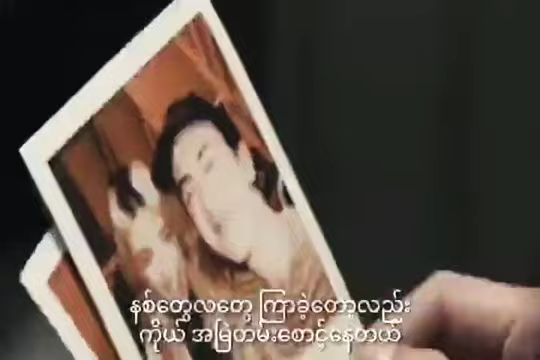 နှစ်တွေလတွေ ကြာခဲ့တော့လည်း
ကိုယ် အမြဲတမ်းစောင့်နေတယ်